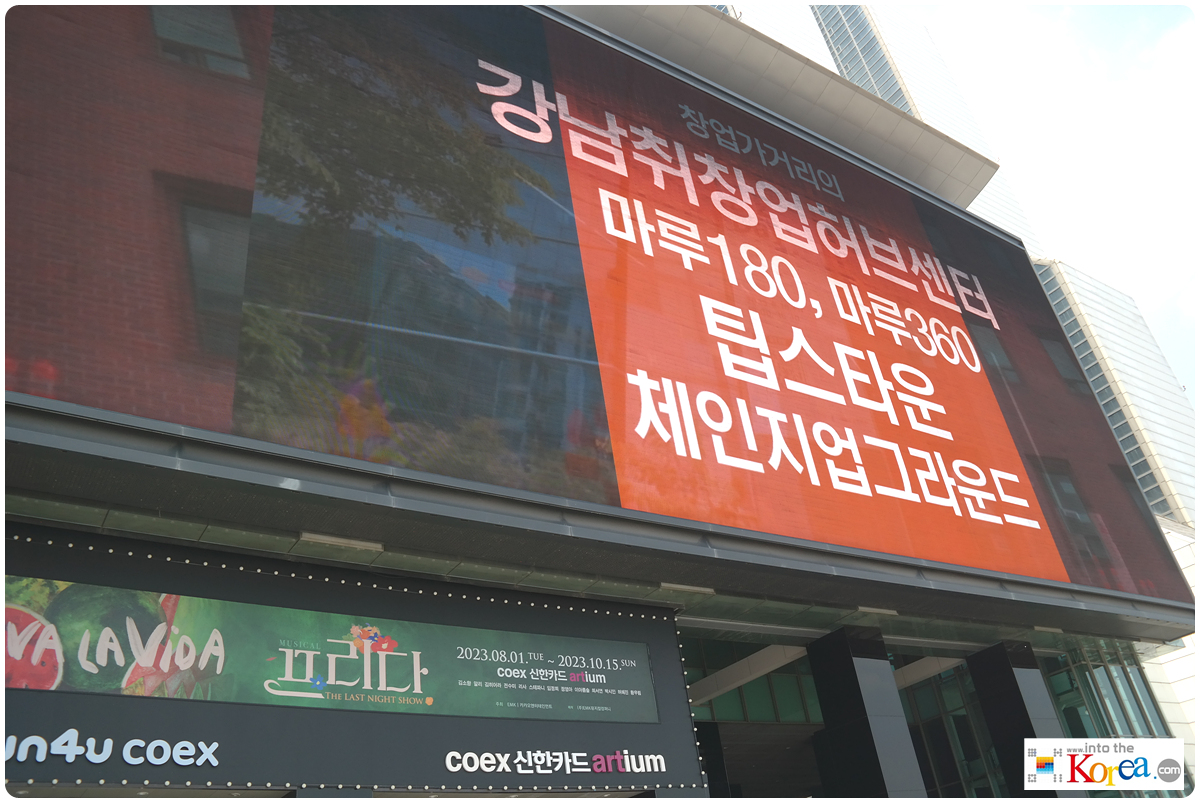 창업가거리의
강남취창업허브센터
마루180, 마루360
팁스타운
체인지업그라운드
VA LA ViDA
MUSICAL
프리다
THE LAST NIGHT SHOW
2023.08.01.TUE ~ 2023.10.15.SUN
coex 신한카드 artium
un4u coex
coex 신한카드 artium
www.into the
Korea.com